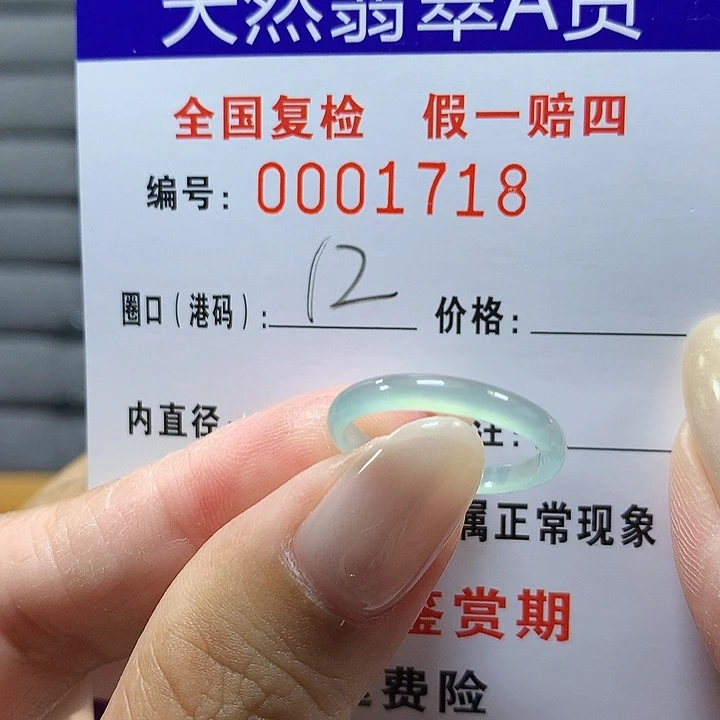 天然翡翠A货
全国复检 假一赔四
编号: 0001718
圈口(港码): 12 价格:
内直径 注:
属正常现象
鉴赏期
费险